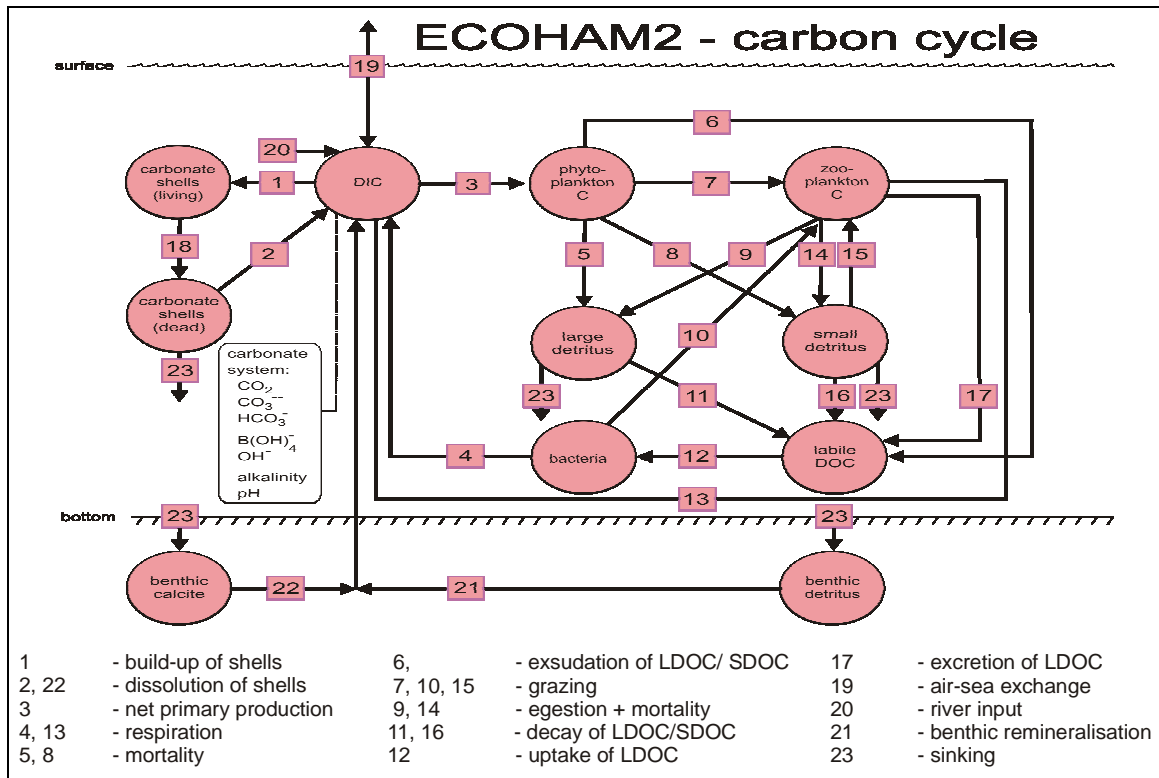 ECOHAM2 - carbon cycle
surface
19
6
20
carbonate
shells
(living)
1
DIC
3
phyto-
plankton
C
7
zoo-
plankton
C
18
2
5
8
9
14
15
carbonate
shells
(dead)
large
detritus
small
detritus
10
23
carbonate
system:
CO2
CO3--
HCO3-
B(OH)4-
OH-
alkalinity
pH
23
11
16
23
17
4
bacteria
12
labile
DOC
13
bottom
23
23
benthic
calcite
22
21
benthic
detritus
1 - build-up of shells
2, 22 - dissolution of shells
3 - net primary production
4, 13 - respiration
5, 8 - mortality
6, - exsudation of LDOC/ SDOC
7, 10, 15 - grazing
9, 14 - egestion + mortality
11, 16 - decay of LDOC/SDOC
12 - uptake of LDOC
17 - excretion of LDOC
19 - air-sea exchange
20 - river input
21 - benthic remineralisation
23 - sinking